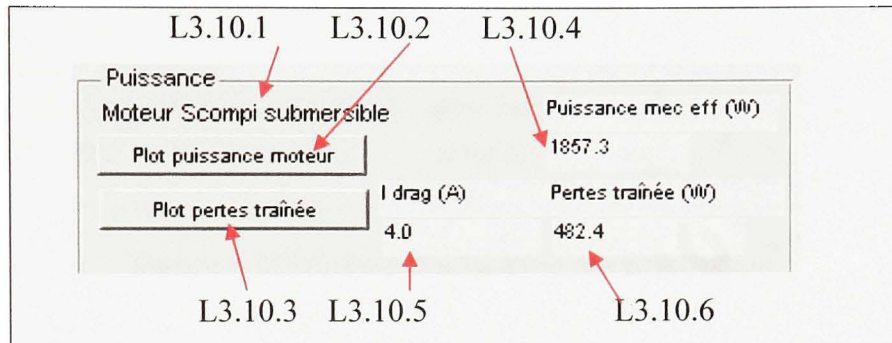 L3.10.1 L3.10.2 L3.10.4
Puissance
Moteur Scompi submersible
Puissance mec eff (W)
Plot puissance moteur
1857.3
Plot pertes traînée
I drag (A)
Pertes traînée (W)
4.0
482.4
L3.10.3 L3.10.5 L3.10.6